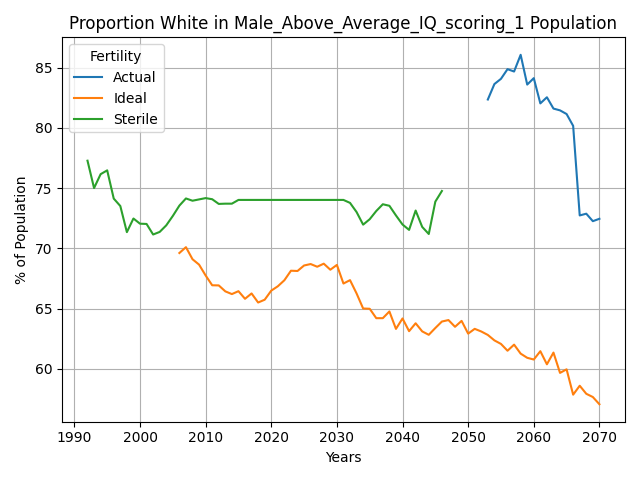 Proportion White in Male_Above_Average_IQ_scoring_1 Population
Fertility
Actual
Ideal
Sterile
% of Population
85
80
75
70
65
60
1990 2000 2010 2020 2030 2040 2050 2060 2070
Years